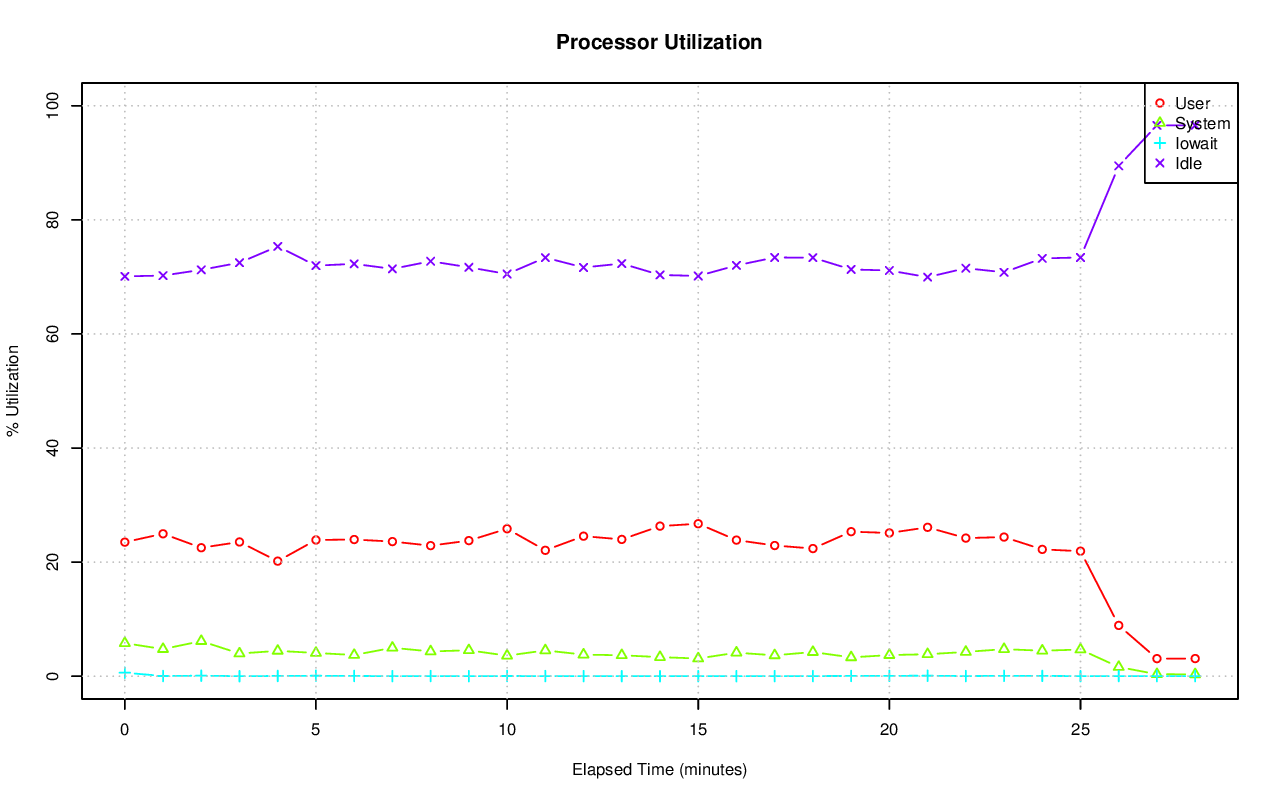 Processor Utilization
% Utilization
100
80
60
40
20
0
User
System
Iowait
Idle
0 5 10 15 20 25
Elapsed Time (minutes)